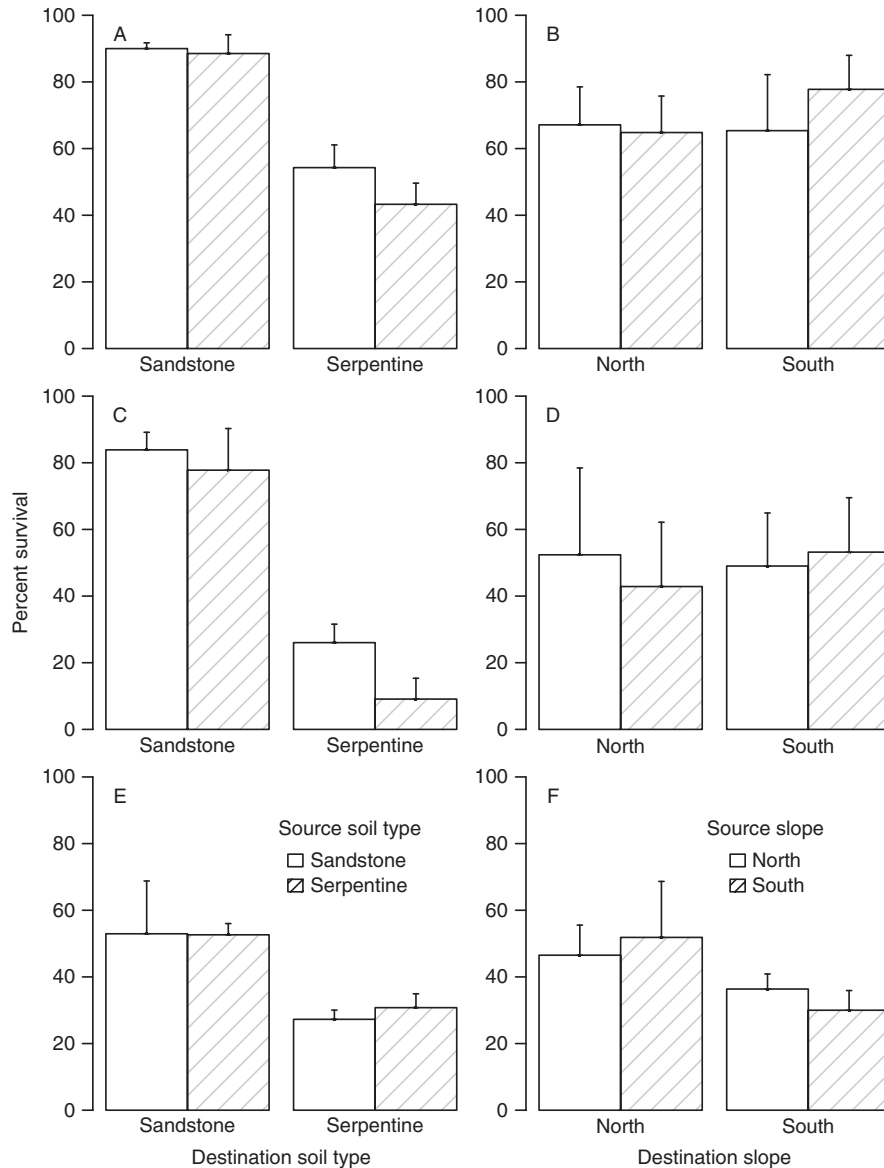 A
B
100
80
60
40
20
0
Sandstone Serpentine
100
80
60
40
20
0
North South
Percent survival
C
D
100
80
60
40
20
0
Sandstone Serpentine
100
80
60
40
20
0
North South
E
F
100
80
60
40
20
0
Source soil type
Sandstone
Serpentine
Sandstone Serpentine
Destination soil type
100
80
60
40
20
0
Source slope
North
South
North South
Destination slope